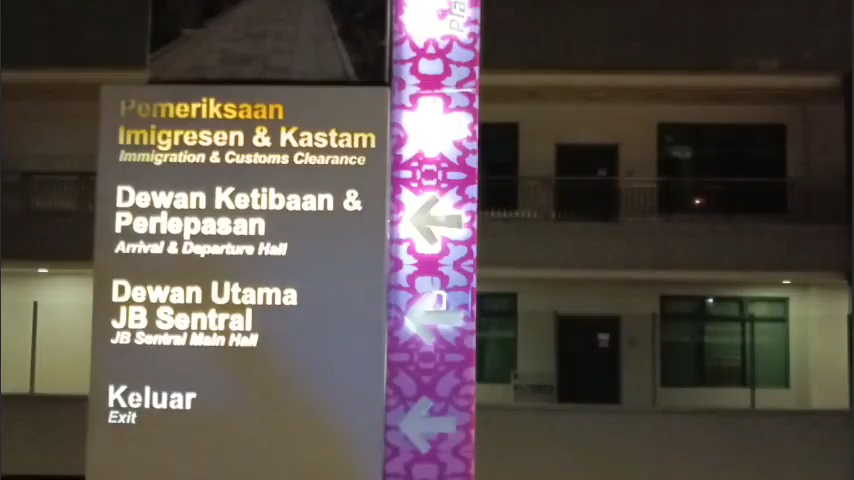 Pla
Pemeriksaan
Imigresen & Kastam
Immigration & Customs Clearance
Dewan Ketibaan &
Perlepasan
Arrival & Departure Hall
Dewan Utama
JB Sentral
JB Sentral Main Hall
Keluar
Exit